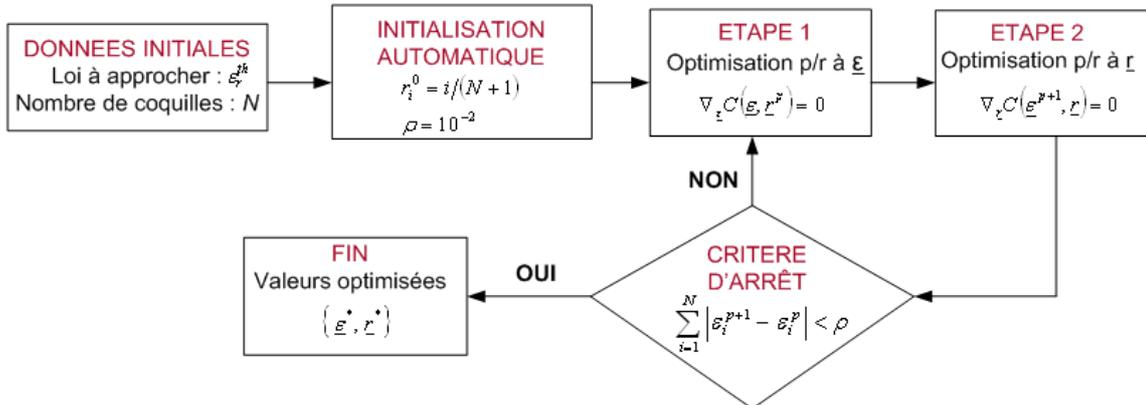 DONNEES INITIALES
Loi à approcher : ε_r^th
Nombre de coquilles : N
INITIALISATION
AUTOMATIQUE
r_i^0 = i/(N + 1)
ρ = 10^-2
ETAPE 1
Optimisation p/r à ε
∇_ε C(ε, r^p) = 0
ETAPE 2
Optimisation p/r à r
∇_r C(ε^p+1, r) = 0
NON
CRITERE
D'ARRÊT
∑_{i=1}^{N} |ε_i^{p+1} − ε_i^p| < ρ
OUI
FIN
Valeurs optimisées
{ε*, r*}